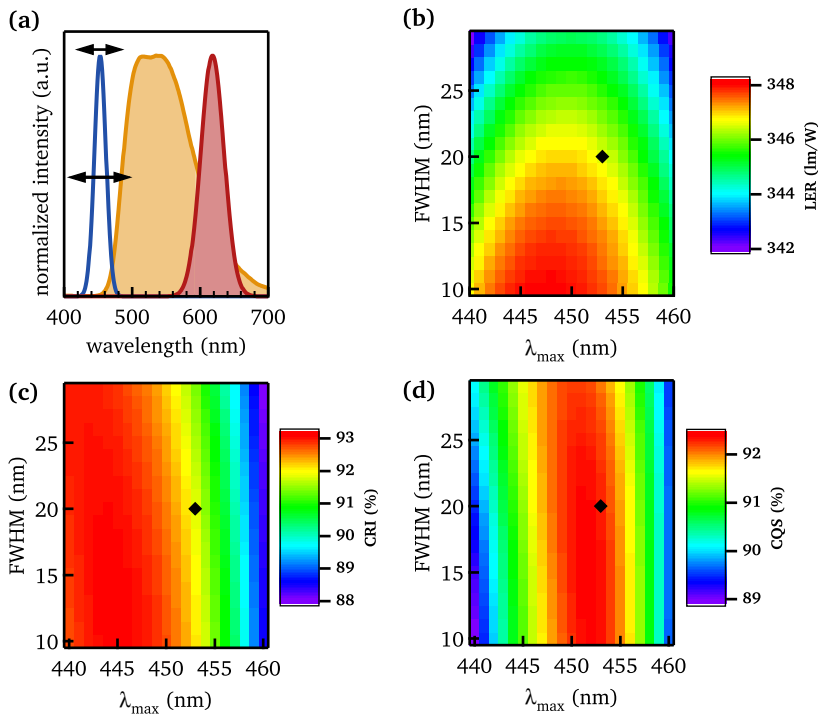 (a)
normalized intensity (a.u.)
400 500 600 700
wavelength (nm)
(b)
FWHM (nm)
25
20
15
10
440 445 450 455 460
λmax (nm)
348
346
344
342
LER (lm/W)
(c)
FWHM (nm)
25
20
15
10
440 445 450 455 460
λmax (nm)
93
92
91
90
89
88
CRI (%)
(d)
FWHM (nm)
25
20
15
10
440 445 450 455 460
λmax (nm)
92
91
90
89
CQS (%)